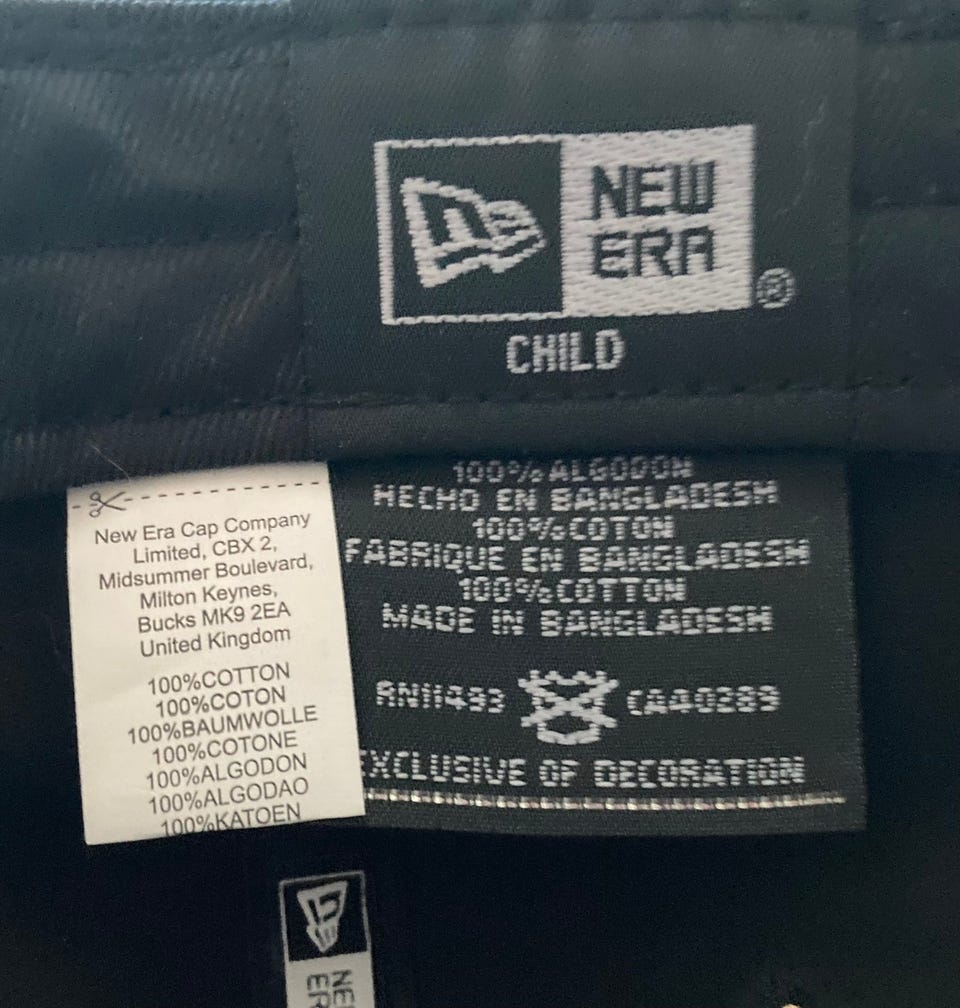 NEW
ERA
®
CHILD
New Era Cap Company
Limited, CBX 2,
Midsummer Boulevard,
Milton Keynes,
Bucks MK9 2EA
United Kingdom
100%COTTON
100%COTON
100%BAUMWOLLE
100%COTONE
100%ALGODON
100%ALGODAO
100%KATOEN
100%ALGODON
HECHO EN BANGLADESH
100%COTON
FABRIQUE EN BANGLADESH
100%COTTON
MADE IN BANGLADESH
RN11493 CA40289
EXCLUSIVE OF DECORATION
NE
ER